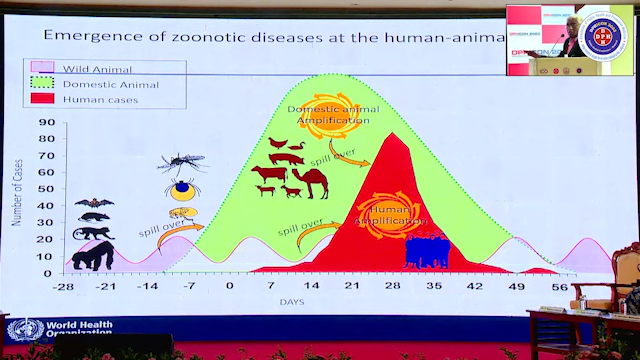 Emergence of zoonotic diseases at the human-anima
Wild Animal
Domestic Animal
Human cases
Domestic animal
Amplification
spill over
Human
Amplification
spill over
spill over
Number of Cases
90
80
70
60
50
40
30
20
10
0
-28 -21 -14 -7 0 7 14 21 28 35 42 49 56
DAYS
World Health
Organization
DPH